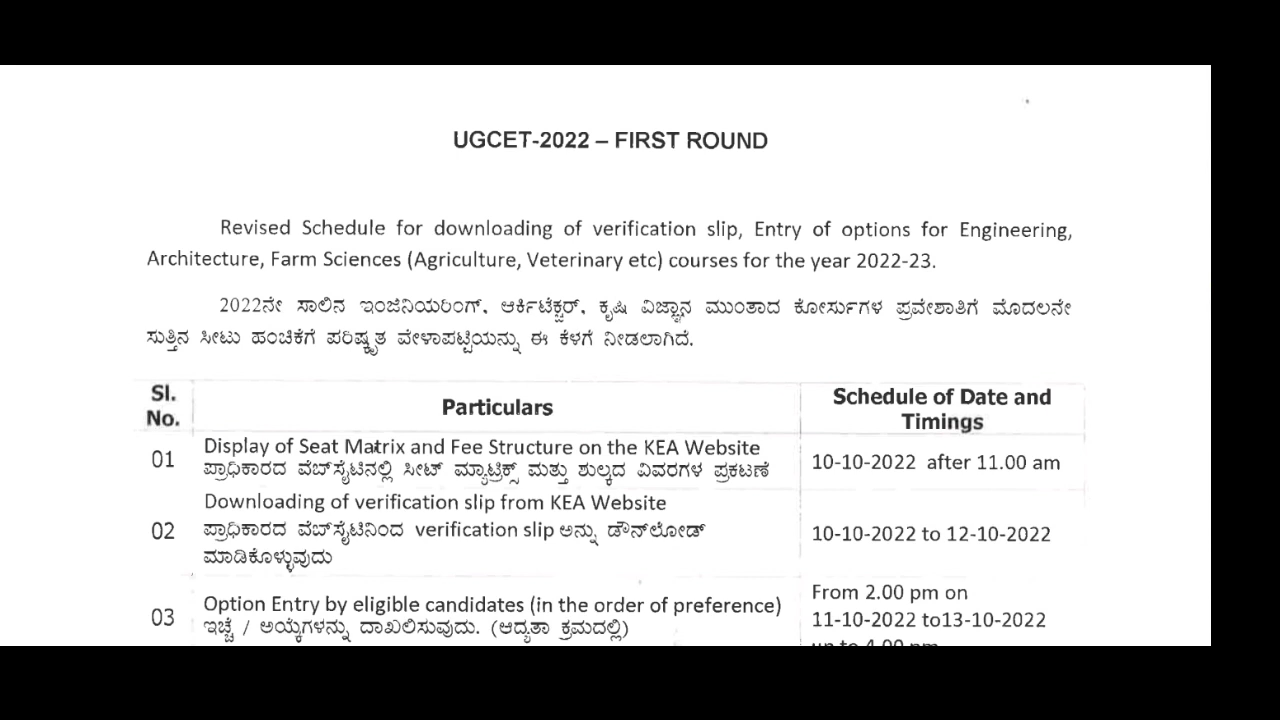 UGCET-2022 – FIRST ROUND
Revised Schedule for downloading of verification slip, Entry of options for Engineering,
Architecture, Farm Sciences (Agriculture, Veterinary etc) courses for the year 2022-23.
2022ನೇ ಸಾಲಿನ ಇಂಜಿನಿಯರಿಂಗ್, ಆರ್ಕಿಟೆಕ್ಚರ್, ಕೃಷಿ ವಿಜ್ಞಾನ ಮುಂತಾದ ಕೋರ್ಸುಗಳ ಪ್ರವೇಶಾತಿಗೆ ಮೊದಲನೇ
ಸುತ್ತಿನ ಸೀಟು ಹಂಚಿಕೆಗೆ ಪರಿಷ್ಕೃತ ವೇಳಾಪಟ್ಟಿಯನ್ನು ಈ ಕೆಳಗೆ ನೀಡಲಾಗಿದೆ.
Sl.
No.
Particulars
Schedule of Date and
Timings
01
Display of Seat Matrix and Fee Structure on the KEA Website
ಪ್ರಾಧಿಕಾರದ ವೆಬ್‌ಸೈಟಿನಲ್ಲಿ ಸೀಟ್ ಮ್ಯಾಟ್ರಿಕ್ಸ್ ಮತ್ತು ಶುಲ್ಕದ ವಿವರಗಳ ಪ್ರಕಟಣೆ
10-10-2022 after 11.00 am
02
Downloading of verification slip from KEA Website
ಪ್ರಾಧಿಕಾರದ ವೆಬ್‌ಸೈಟಿನಿಂದ verification slip ಅನ್ನು ಡೌನ್‌ಲೋಡ್
ಮಾಡಿಕೊಳ್ಳುವುದು
10-10-2022 to 12-10-2022
03
Option Entry by eligible candidates (in the order of preference)
ಇಚ್ಛೆ / ಆಯ್ಕೆಗಳನ್ನು ದಾಖಲಿಸುವುದು. (ಆದ್ಯತಾ ಕ್ರಮದಲ್ಲಿ)
From 2.00 pm on
11-10-2022 to13-10-2022
up to 4.00 pm